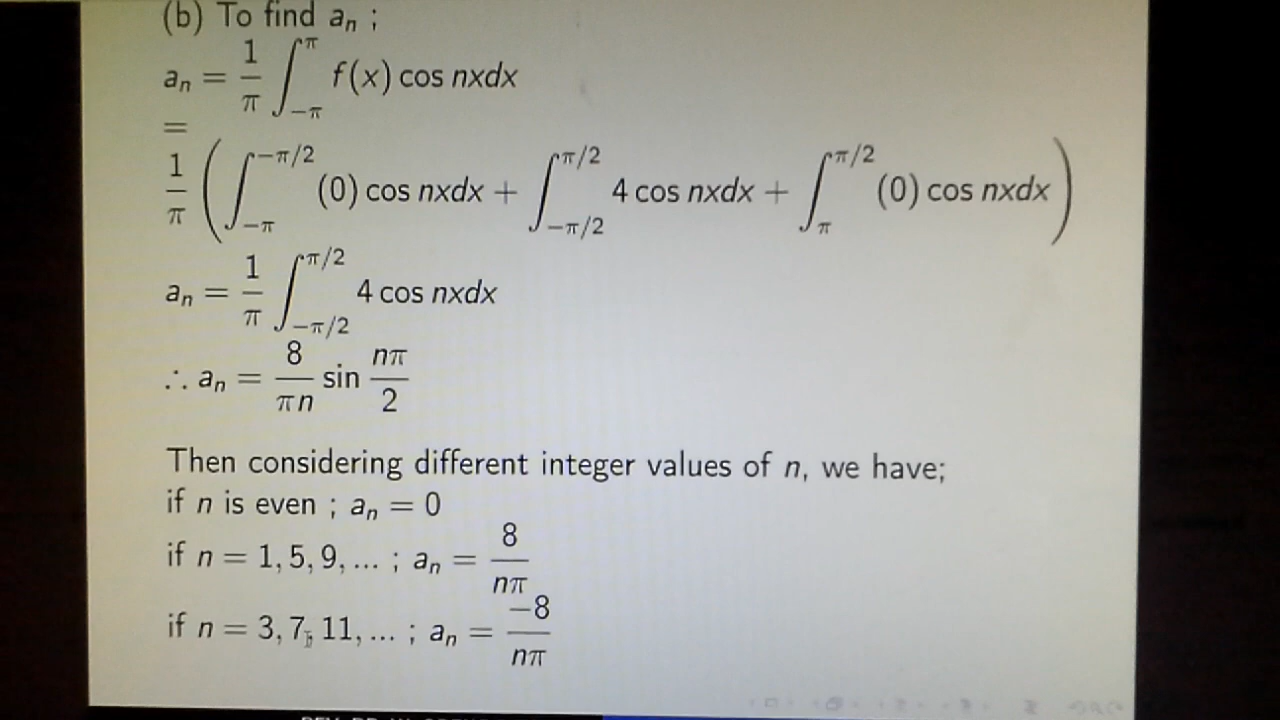 (b) To find aₙ ;
aₙ = 1/π ∫_{−π}^{π} f(x) cos nxdx
=
1/π ( ∫_{−π}^{−π/2} (0) cos nxdx + ∫_{−π/2}^{π/2} 4 cos nxdx + ∫_{π}^{π/2} (0) cos nxdx )
aₙ = 1/π ∫_{−π/2}^{π/2} 4 cos nxdx
∴ aₙ = 8/πn sin nπ/2
Then considering different integer values of n, we have;
if n is even ; aₙ = 0
if n = 1, 5, 9, ... ; aₙ = 8/nπ
if n = 3, 7, 11, ... ; aₙ = −8/nπ